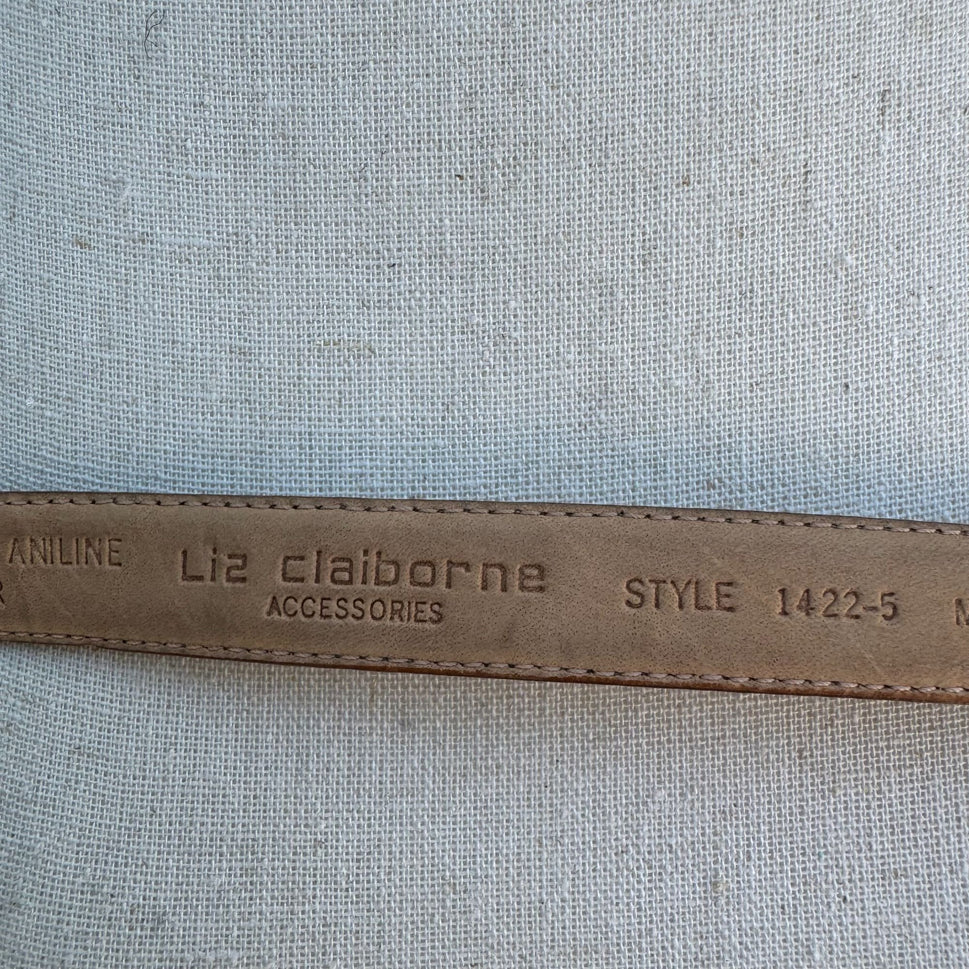 ANILINE
Liz claiborne
ACCESSORIES
STYLE 1422-5